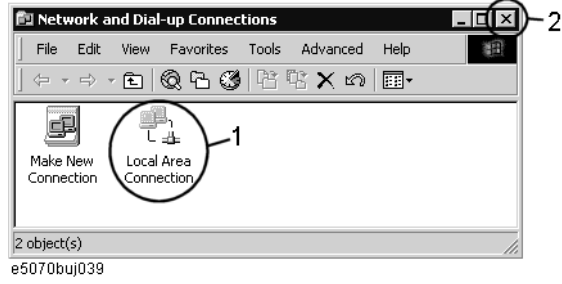 Network and Dial-up Connections
2
File Edit View Favorites Tools Advanced Help
1
Make New
Connection
Local Area
Connection
2 object(s)
e5070buj039